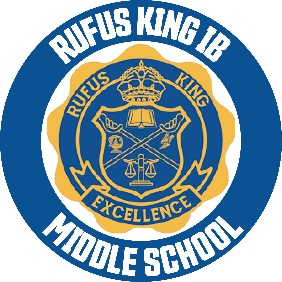 RUFUS KING IB
RUFUS KING
EXCELLENCE
MIDDLE SCHOOL